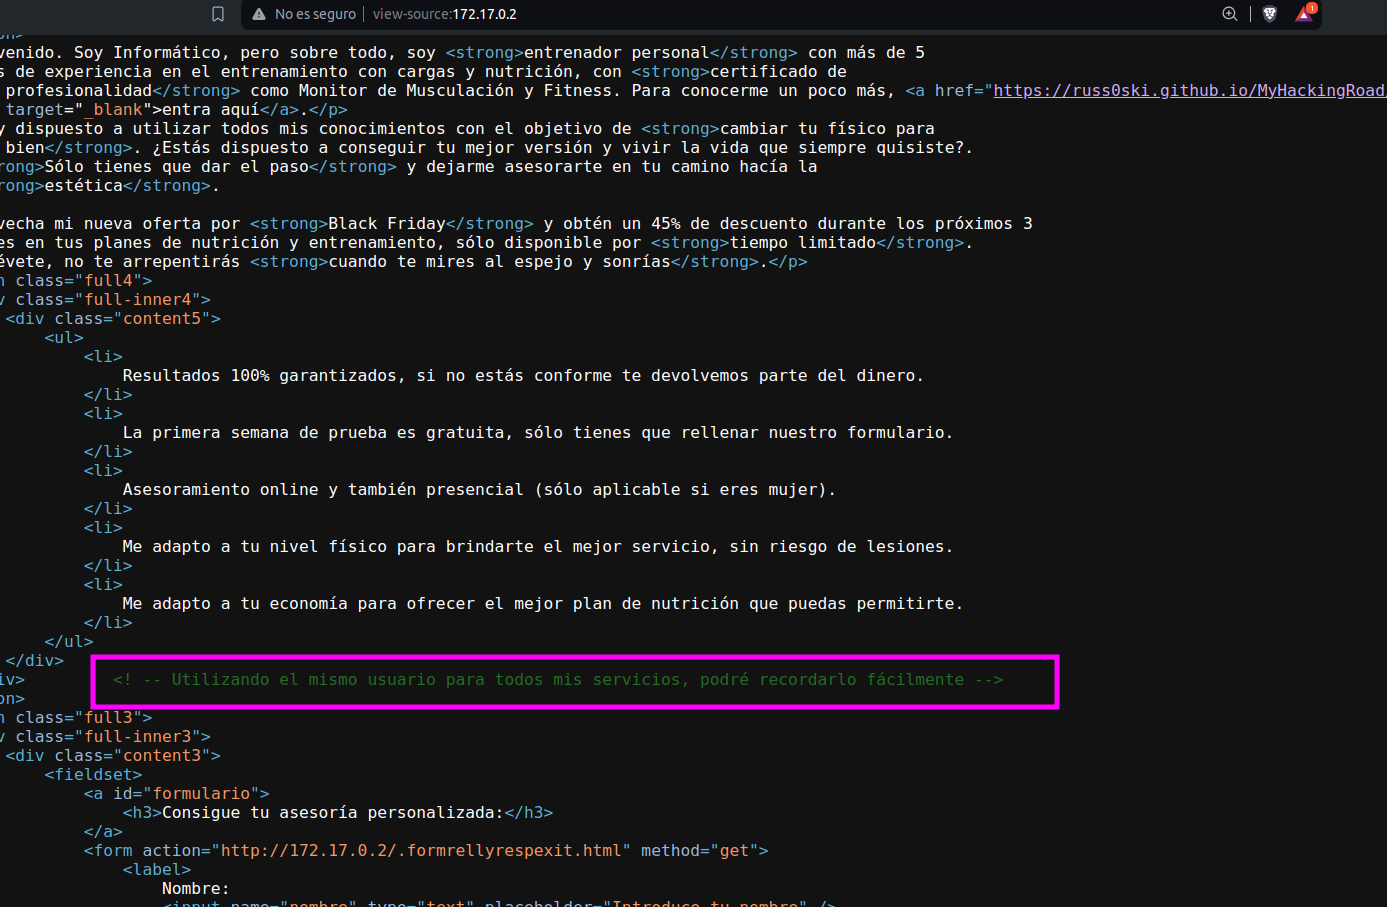 No es seguro view-source:172.17.0.2
1
on>
venido. Soy Informático, pero sobre todo, soy <strong>entrenador personal</strong> con más de 5
s de experiencia en el entrenamiento con cargas y nutrición, con <strong>certificado de
profesionalidad</strong> como Monitor de Musculación y Fitness. Para conocerme un poco más, <a href="https://russ0ski.github.io/MyHackingRoad/
target="_blank">entra aquí</a>.</p>
y dispuesto a utilizar todos mis conocimientos con el objetivo de <strong>cambiar tu físico para
bien</strong>. ¿Estás dispuesto a conseguir tu mejor versión y vivir la vida que siempre quisiste?.
rong>Sólo tienes que dar el paso</strong> y dejarme asesorarte en tu camino hacía la
rong>estética</strong>.
vecha mi nueva oferta por <strong>Black Friday</strong> y obtén un 45% de descuento durante los próximos 3
es en tus planes de nutrición y entrenamiento, sólo disponible por <strong>tiempo limitado</strong>.
évete, no te arrepentirás <strong>cuando te mires al espejo y sonrías</strong>.</p>
n class="full4">
v class="full-inner4">
<div class="content5">
<ul>
<li>
Resultados 100% garantizados, si no estás conforme te devolvemos parte del dinero.
</li>
<li>
La primera semana de prueba es gratuita, sólo tienes que rellenar nuestro formulario.
</li>
<li>
Asesoramiento online y también presencial (sólo aplicable si eres mujer).
</li>
<li>
Me adapto a tu nivel físico para brindarte el mejor servicio, sin riesgo de lesiones.
</li>
<li>
Me adapto a tu economía para ofrecer el mejor plan de nutrición que puedas permitirte.
</li>
</ul>
</div>
iv> <! -- Utilizando el mismo usuario para todos mis servicios, podré recordarlo fácilmente -->
on>
n class="full3">
v class="full-inner3">
<div class="content3">
<fieldset>
<a id="formulario">
<h3>Consigue tu asesoría personalizada:</h3>
</a>
<form action="http://172.17.0.2/.formrellyrespexit.html" method="get">
<label>
Nombre:
<input name="nombre" type="text" placeholder="Introduce tu nombre" />